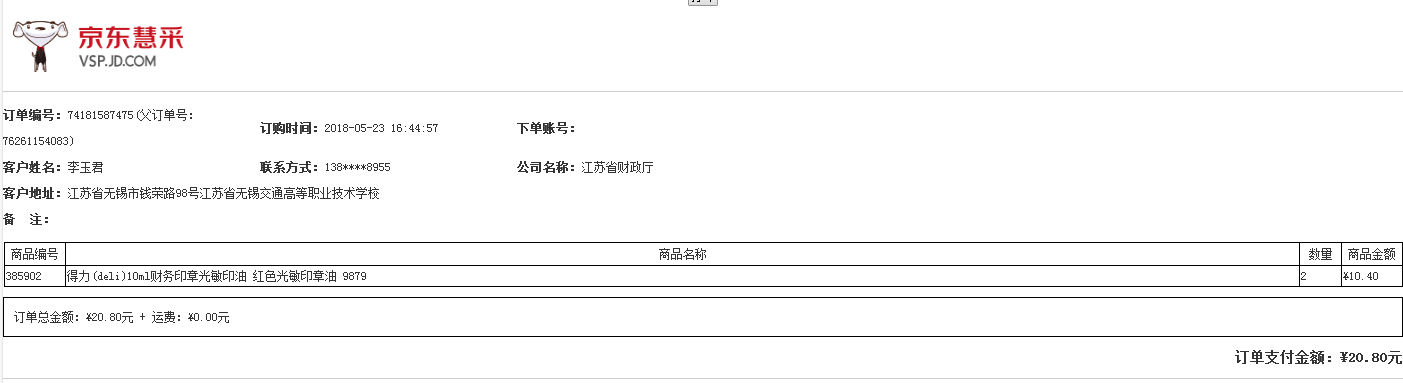 京东慧采
VSP.JD.COM
订单编号：74181587475(父订单号：
76261154083)
订购时间：2018-05-23 16:44:57
下单账号：
客户姓名：李玉君
联系方式：138****8955
公司名称：江苏省财政厅
客户地址：江苏省无锡市钱荣路98号江苏省无锡交通高等职业技术学校
备 注：
商品编号 商品名称 数量 商品金额
385902 得力(deli)10ml财务印章光敏印油 红色光敏印章油 9879 2 ¥10.40
订单总金额：¥20.80元 + 运费：¥0.00元
订单支付金额：¥20.80元